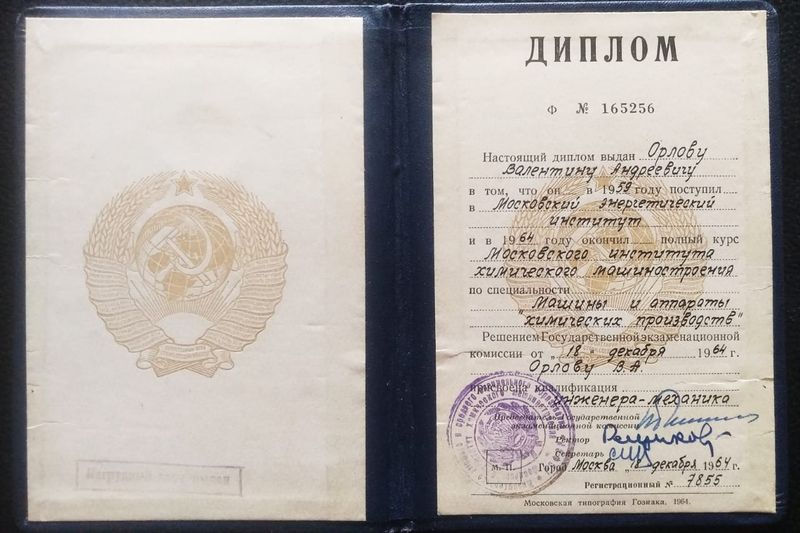 Нагрудный
ДИПЛОМ
Ф № 165256
Настоящий диплом выдан Орлову
Валентину Андреевичу
в том, что он в 1959 году поступил
в Московский энергетический
институт
и в 1964 году окончил полный курс
Московского института
химического машиностроения
по специальности
"Машины и аппараты
химических производств"
Решением Государственной экзаменационной
комиссии от „18" декабря 1964 г.
Орлову В.А
присвоена квалификация
инженера-механика
Председатель Государственной
экзаменационной комиссии
Ректор
Секретарь
М. П. Город Москва „18" декабря 1964 г.
Регистрационный № 7855
Московская типография Гознака, 1964.